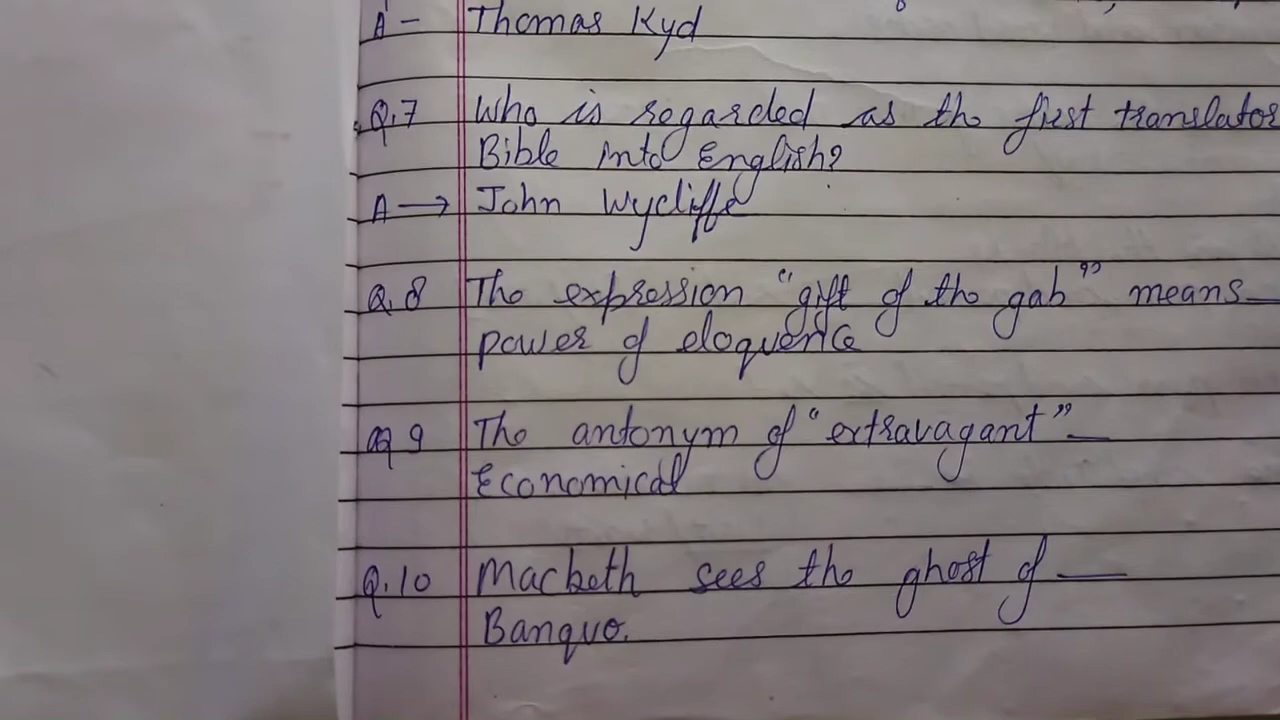 A - Thomas Kyd
Q.7 Who is regarded as the first translator
Bible into English?
A → John Wycliffe
Q.8 The expression "gift of the gab" means —
power of eloquence
Q 9 The antonym of "extravagant" —
Economical
Q.10 Macbeth sees the ghost of —
Banquo.